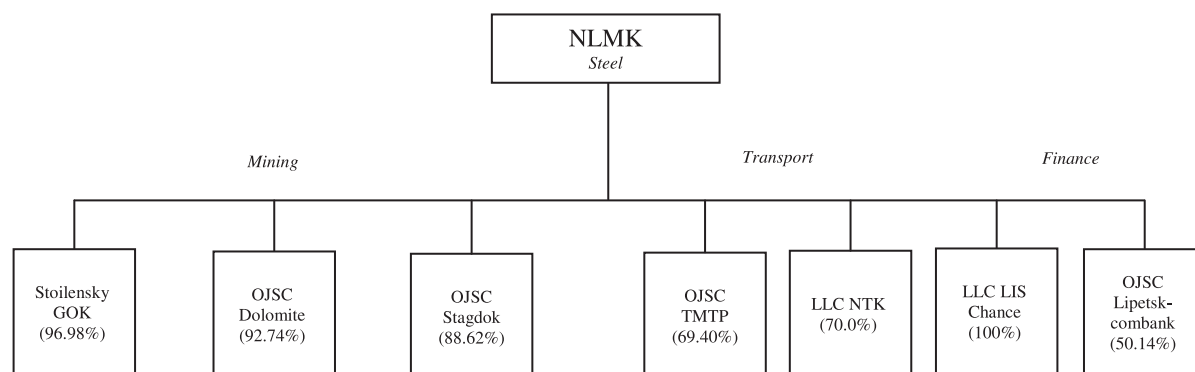 NLMK
Steel
Mining
Transport
Finance
Stoilensky
GOK
(96.98%)
OJSC
Dolomite
(92.74%)
OJSC
Stagdok
(88.62%)
OJSC
TMTP
(69.40%)
LLC NTK
(70.0%)
LLC LIS
Chance
(100%)
OJSC
Lipetsk-
combank
(50.14%)